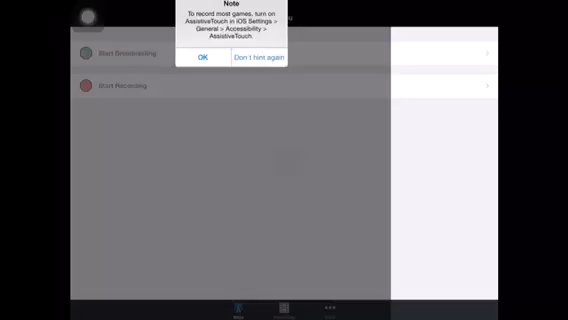 Note
To record most games, turn on
AssistiveTouch in iOS Settings >
General > Accessibility >
AssistiveTouch.
OK
Don't hint again
Start Broadcasting
Start Recording